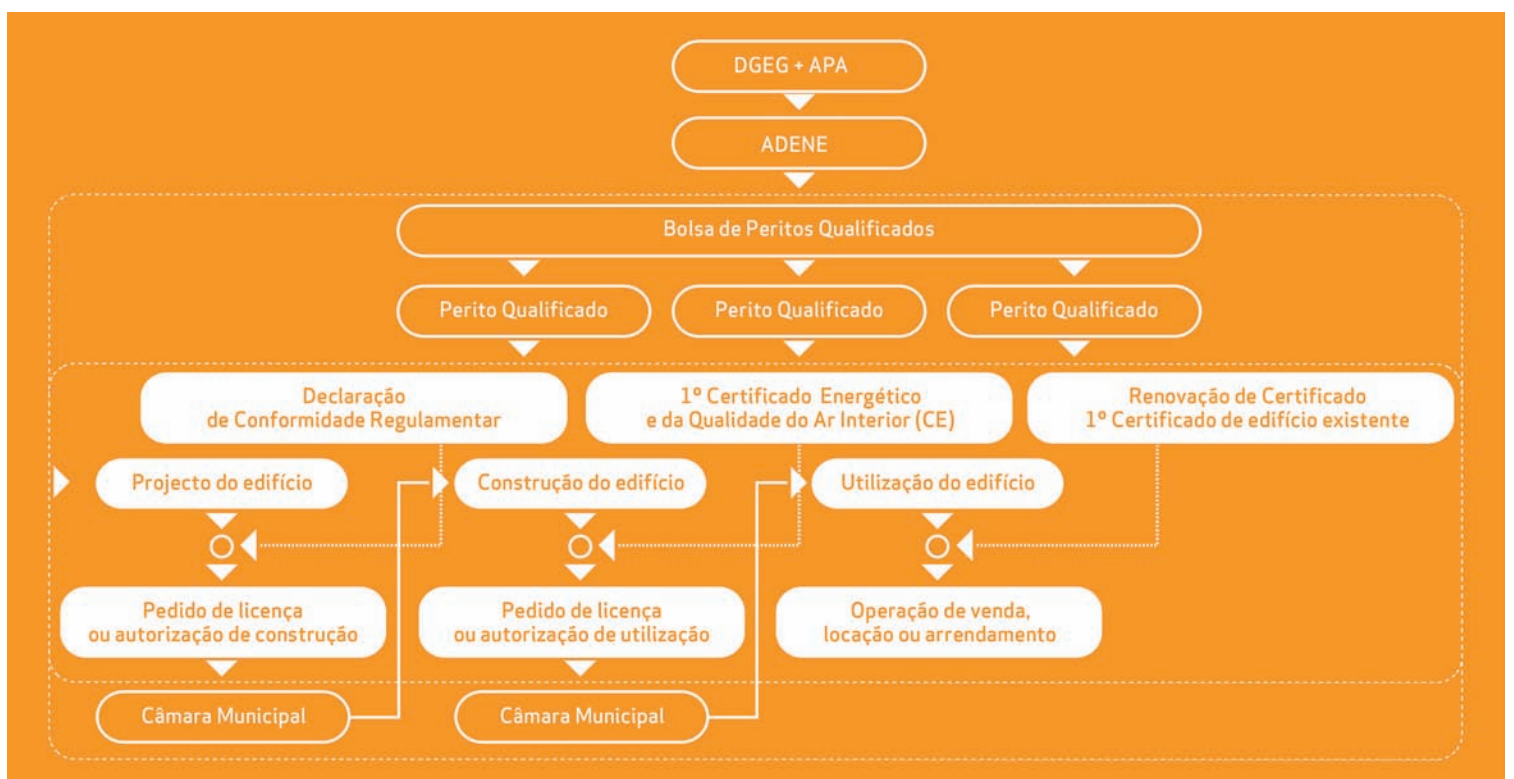 DGEG + APA
ADENE
Bolsa de Peritos Qualificados
Perito Qualificado
Perito Qualificado
Perito Qualificado
Declaração
de Conformidade Regulamentar
1º Certificado Energético
e da Qualidade do Ar Interior (CE)
Renovação de Certificado
1º Certificado de edifício existente
Projecto do edifício
Construção do edifício
Utilização do edifício
Pedido de licença
ou autorização de construção
Pedido de licença
ou autorização de utilização
Operação de venda,
locação ou arrendamento
Câmara Municipal
Câmara Municipal